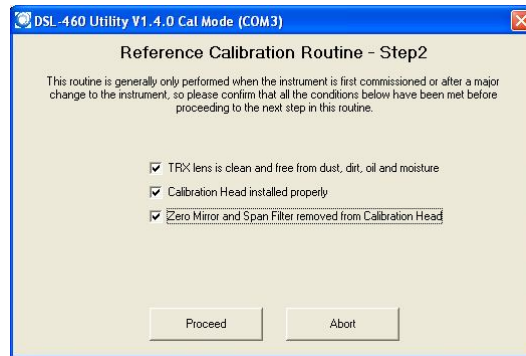 DSL-460 Utility V1.4.0 Cal Mode (COM3)
Reference Calibration Routine - Step2
This routine is generally only performed when the instrument is first commissioned or after a major
change to the instrument, so please confirm that all the conditions below have been met before
proceeding to the next step in this routine.
TRX lens is clean and free from dust, dirt, oil and moisture
Calibration Head installed properly
Zero Mirror and Span Filter removed from Calibration Head
Proceed Abort